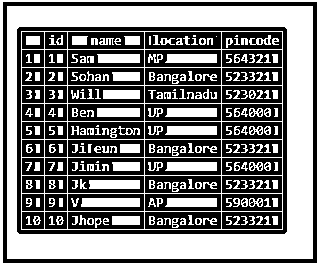 id name location pincode
1 1 Sam MP 564321
2 2 Sohan Bangalore 523321
3 3 Will Tamilnadu 523021
4 4 Ben UP 564000
5 5 Hamington UP 564000
6 6 Jileun Bangalore 523321
7 7 Jimin UP 564000
8 8 Jk Bangalore 523321
9 9 V AP 590001
10 10 Jhope Bangalore 523321